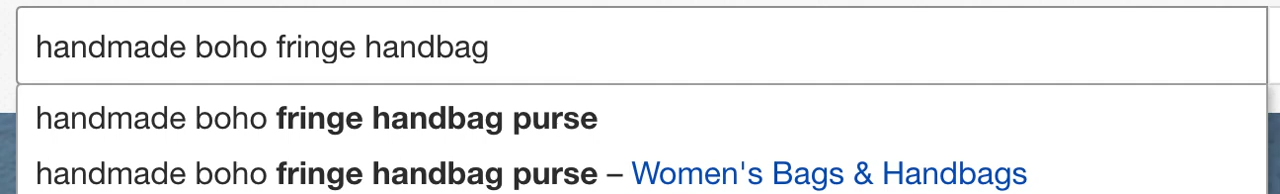 handmade boho fringe handbag
handmade boho fringe handbag purse
handmade boho fringe handbag purse – Women's Bags & Handbags